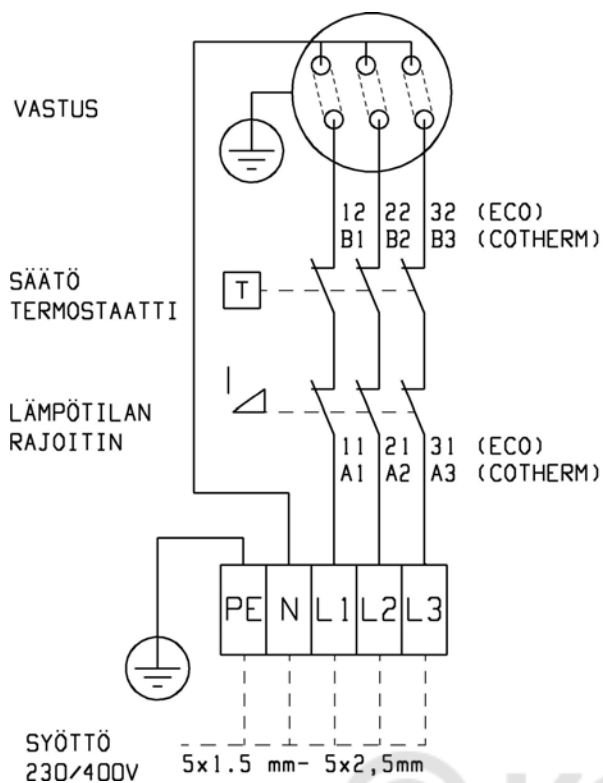 VASTUS
12 22 32 (ECO)
B1 B2 B3 (COTHERM)
SÄÄTÖ
TERMOSTAATTI
T
LÄMPÖTILAN
RAJOITIN
11 21 31 (ECO)
A1 A2 A3 (COTHERM)
PE N L1 L2 L3
SYÖTTÖ
230/400V
5x1.5 mm- 5x2,5mm